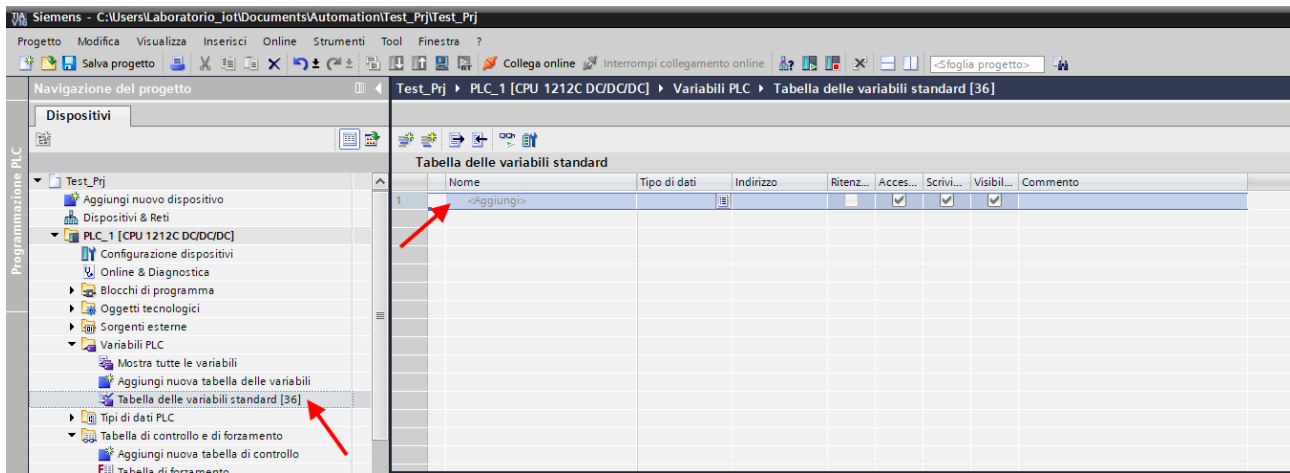 Siemens - C:\Users\Laboratorio_iot\Documents\Automation\Test_Prj\Test_Prj
Progetto Modifica Visualizza Inserisci Online Strumenti Tool Finestra ?
Salva progetto Collega online Interrompi collegamento online <Sfoglia progetto>
Navigazione del progetto
Test_Prj PLC_1 [CPU 1212C DC/DC/DC] Variabili PLC Tabella delle variabili standard [36]
Dispositivi
Programmazione PLC
Tabella delle variabili standard
Nome Tipo di dati Indirizzo Ritenz... Acces... Scrivi... Visibil... Commento
1 <Aggiungi>
Test_Prj
Aggiungi nuovo dispositivo
Dispositivi & Reti
PLC_1 [CPU 1212C DC/DC/DC]
Configurazione dispositivi
Online & Diagnostica
Blocchi di programma
Oggetti tecnologici
Sorgenti esterne
Variabili PLC
Mostra tutte le variabili
Aggiungi nuova tabella delle variabili
Tabella delle variabili standard [36]
Tipi di dati PLC
Tabella di controllo e di forzamento
Aggiungi nuova tabella di controllo
Tabella di forzamento